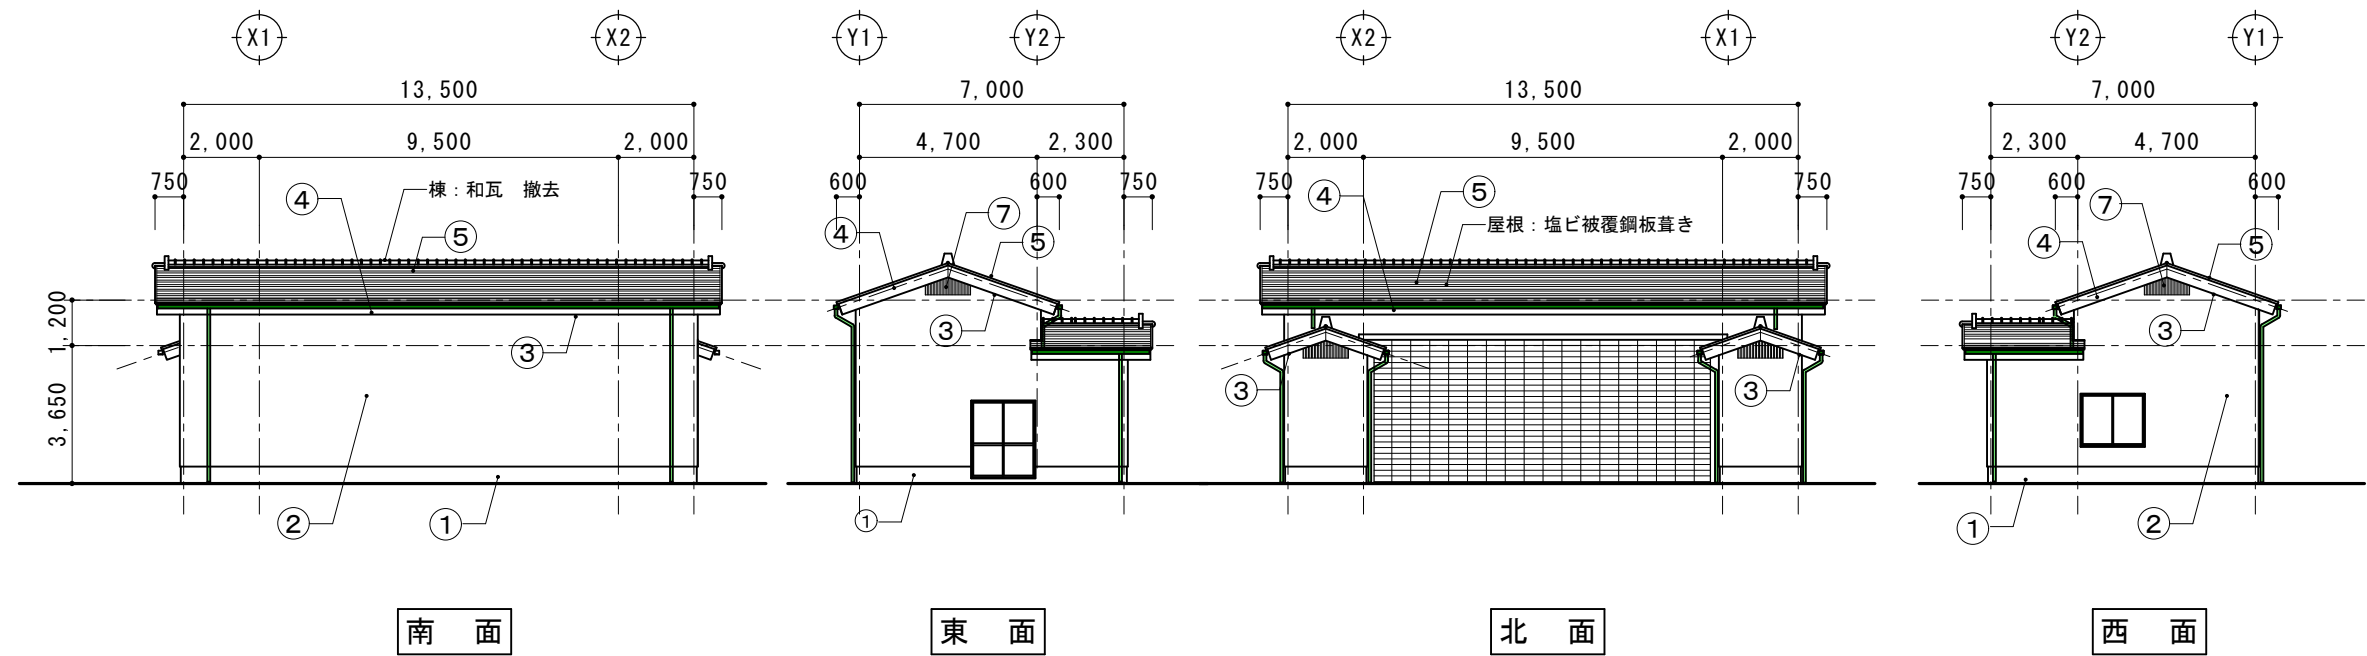 X1 X2 Y1 Y2 X2 X1 Y2 Y1
13,500 7,000 13,500 7,000
2,000 9,500 2,000 4,700 2,300 2,000 9,500 2,000 2,300 4,700
750 棟：和瓦　撤去 750 600 600 750 750 750 750 600 600
④ ⑤ ④ ⑦ ⑤ ④ ⑤ 屋根：塩ビ被覆鋼板葺き ④ ⑦ ⑤
1,200 ③ ③ ③
3,650 ③ ③
② ① ① ① ②
南　面 東　面 北　面 西　面